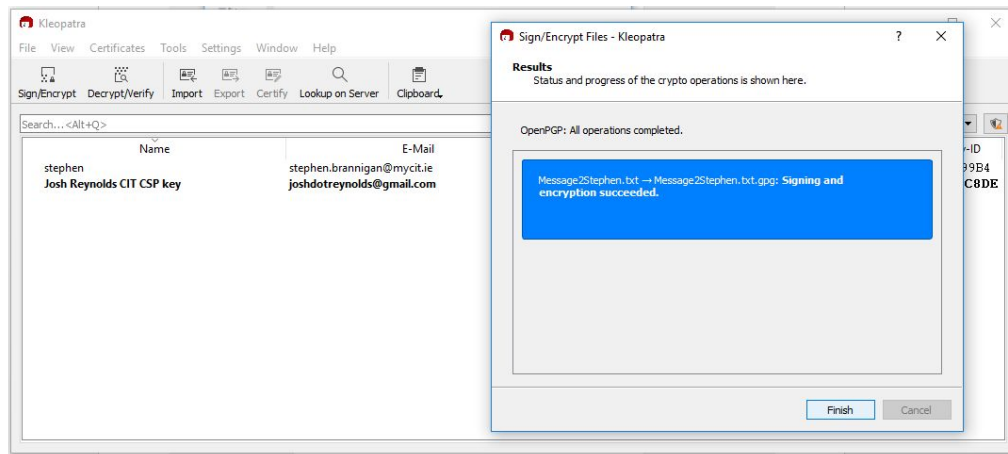 Kleopatra
File View Certificates Tools Settings Window Help
Sign/Encrypt Decrypt/Verify Import Export Certify Lookup on Server Clipboard
Search...<Alt+Q>
Name E-Mail -ID
stephen stephen.brannigan@mycit.ie 99B4
Josh Reynolds CIT CSP key joshdotreynolds@gmail.com C8DE
Sign/Encrypt Files - Kleopatra ? 
Results
Status and progress of the crypto operations is shown here.
OpenPGP: All operations completed.
Message2Stephen.txt → Message2Stephen.txt.gpg: Signing and
encryption succeeded.
Finish Cancel